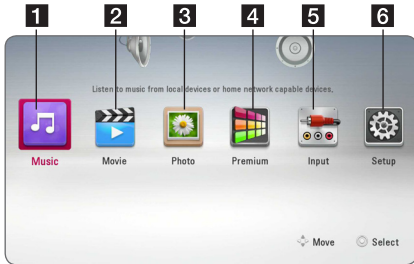 1 2 3 4 5 6
Listen to music from local devices or home network capable devices.
Music Movie Photo Premium Input Setup
Move Select